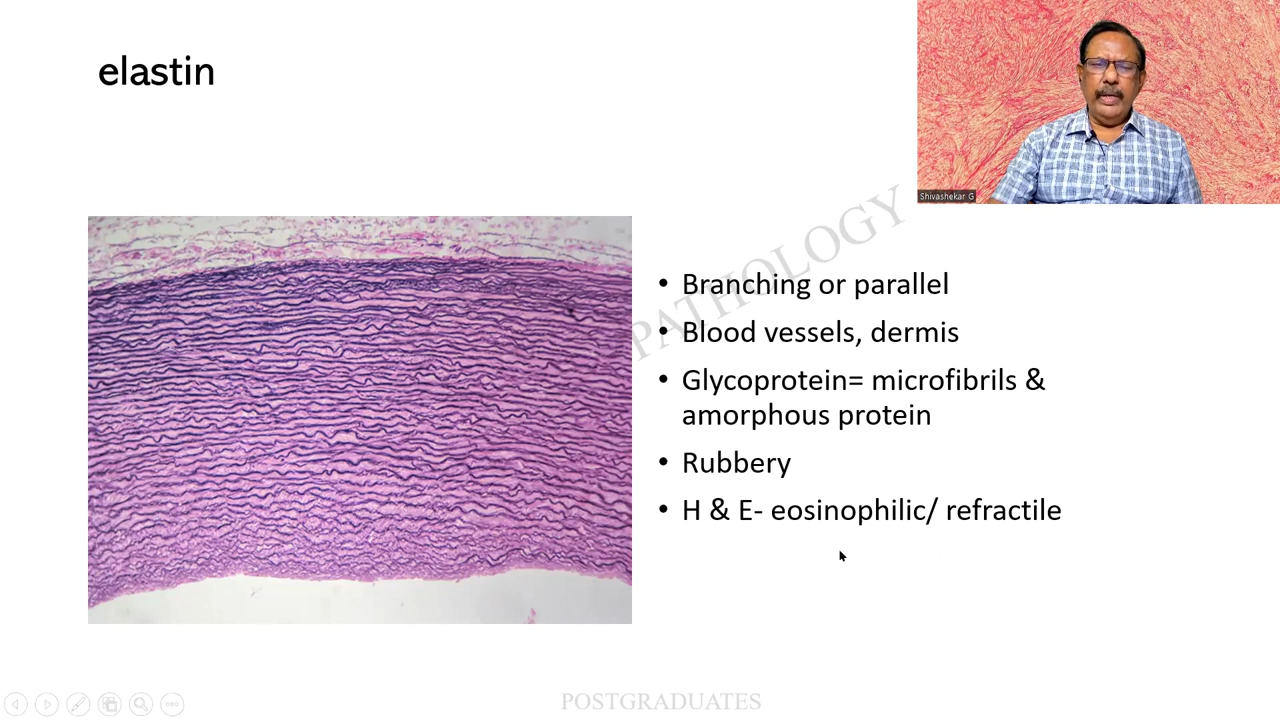 elastin
Shivashekar G
PATHOLOGY
• Branching or parallel
• Blood vessels, dermis
• Glycoprotein= microfibrils &
amorphous protein
• Rubbery
• H & E- eosinophilic/ refractile
POSTGRADUATES